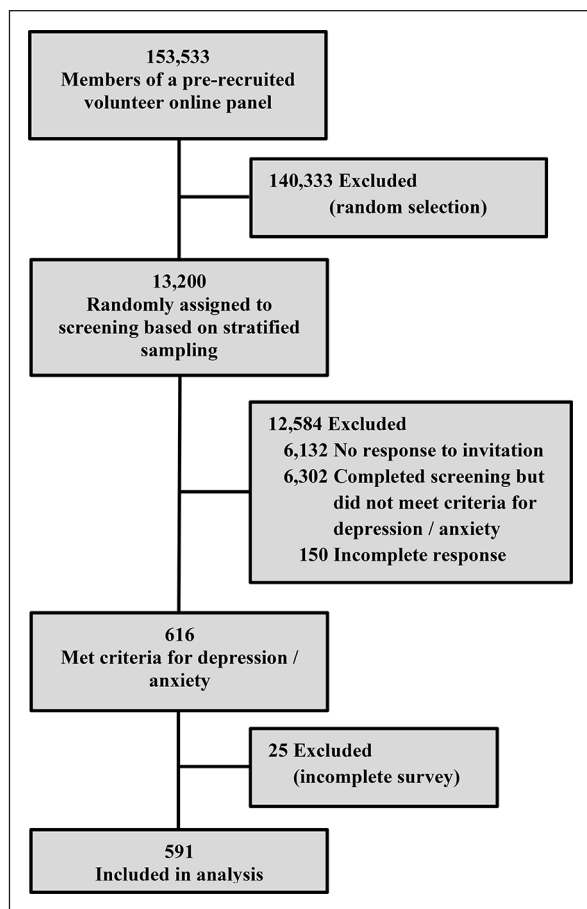 153,533
Members of a pre-recruited
volunteer online panel
140,333 Excluded
(random selection)
13,200
Randomly assigned to
screening based on stratified
sampling
12,584 Excluded
6,132 No response to invitation
6,302 Completed screening but
did not meet criteria for
depression / anxiety
150 Incomplete response
616
Met criteria for depression /
anxiety
25 Excluded
(incomplete survey)
591
Included in analysis